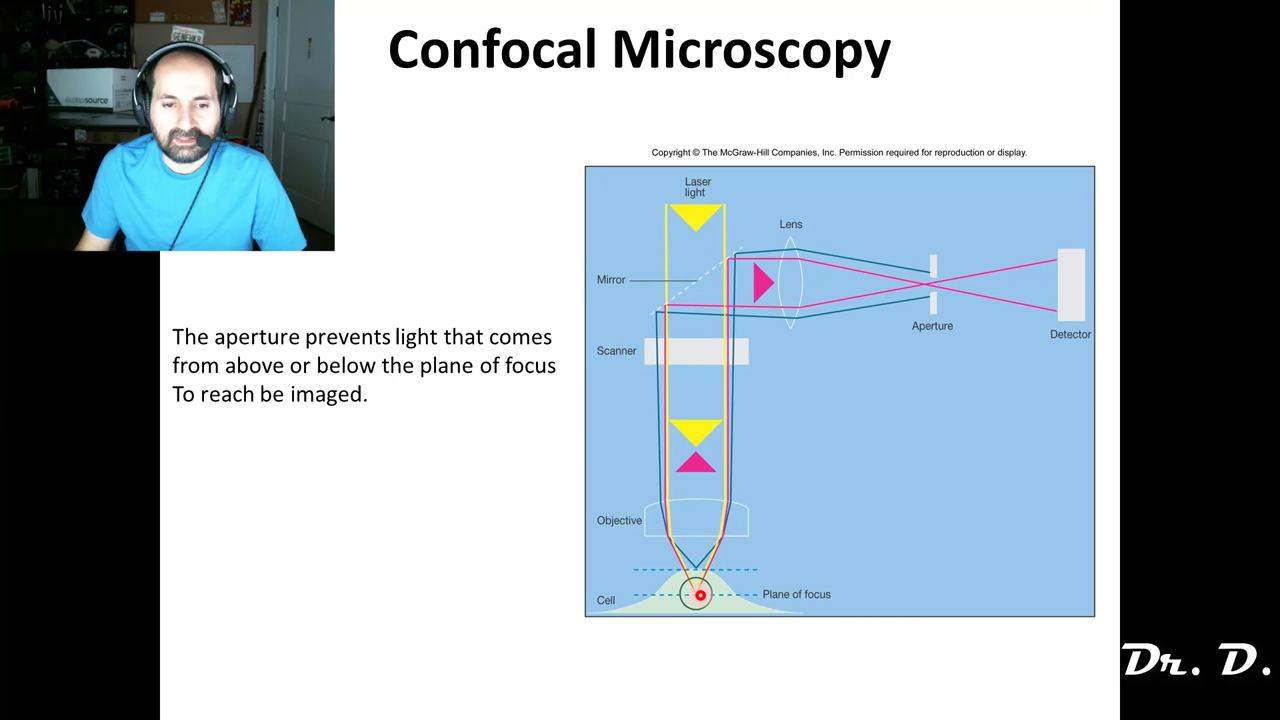 Confocal Microscopy
Copyright © The McGraw-Hill Companies, Inc. Permission required for reproduction or display.
Laser
light
Lens
Mirror
Aperture
Detector
The aperture prevents light that comes
from above or below the plane of focus
To reach be imaged.
Scanner
Objective
Plane of focus
Cell
Dr. D.